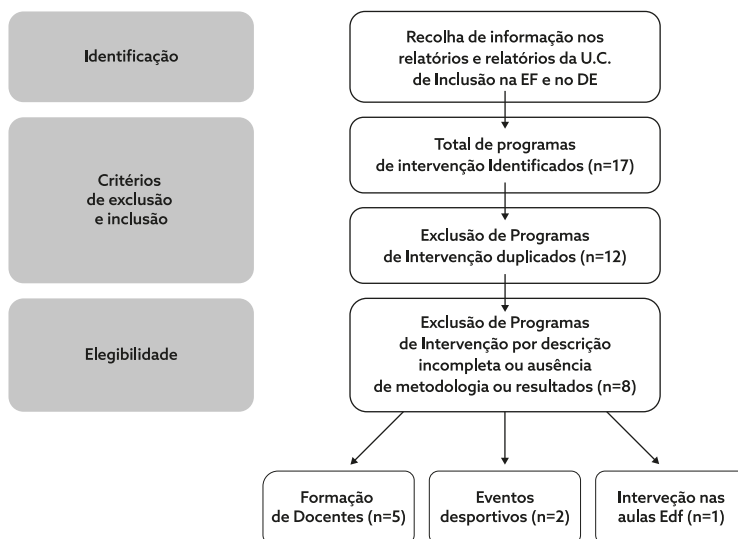 Identificação
Recolha de informação nos
relatórios e relatórios da U.C.
de Inclusão na EF e no DE
Critérios
de exclusão
e inclusão
Total de programas
de intervenção Identificados (n=17)
Exclusão de Programas
de Intervenção duplicados (n=12)
Elegibilidade
Exclusão de Programas
de Intervenção por descrição
incompleta ou ausência
de metodologia ou resultados (n=8)
Formação
de Docentes (n=5)
Eventos
desportivos (n=2)
Interveção nas
aulas Edf (n=1)